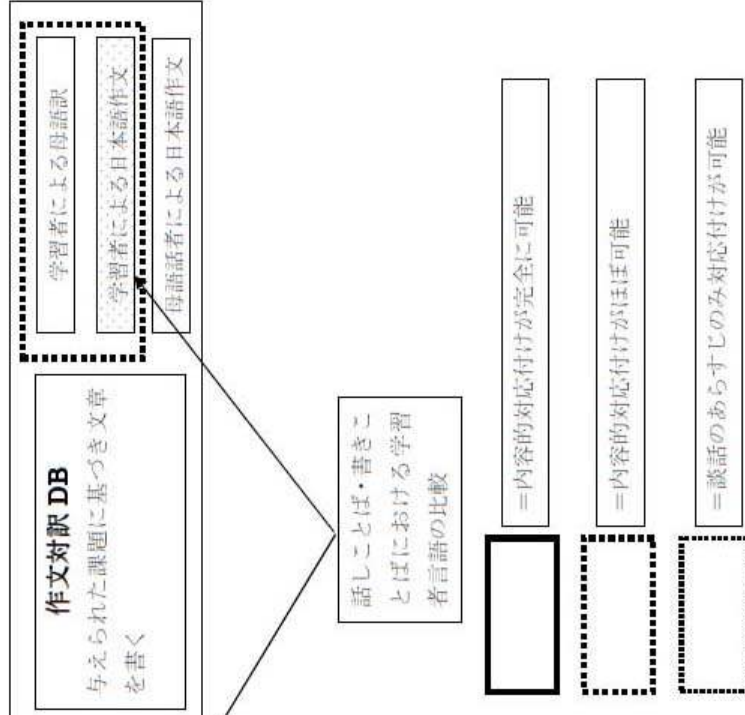 作文対訳 DB
与えられた課題に基づき文章
を書く
学習者による母語訳
学習者による日本語作文
母語話者による日本語作文
話しことば・書きこ
とばにおける学習
者言語の比較
＝内容的対応付けが完全に可能
＝内容的対応付けがほぼ可能
＝談話のあらすじのみ対応付けが可能